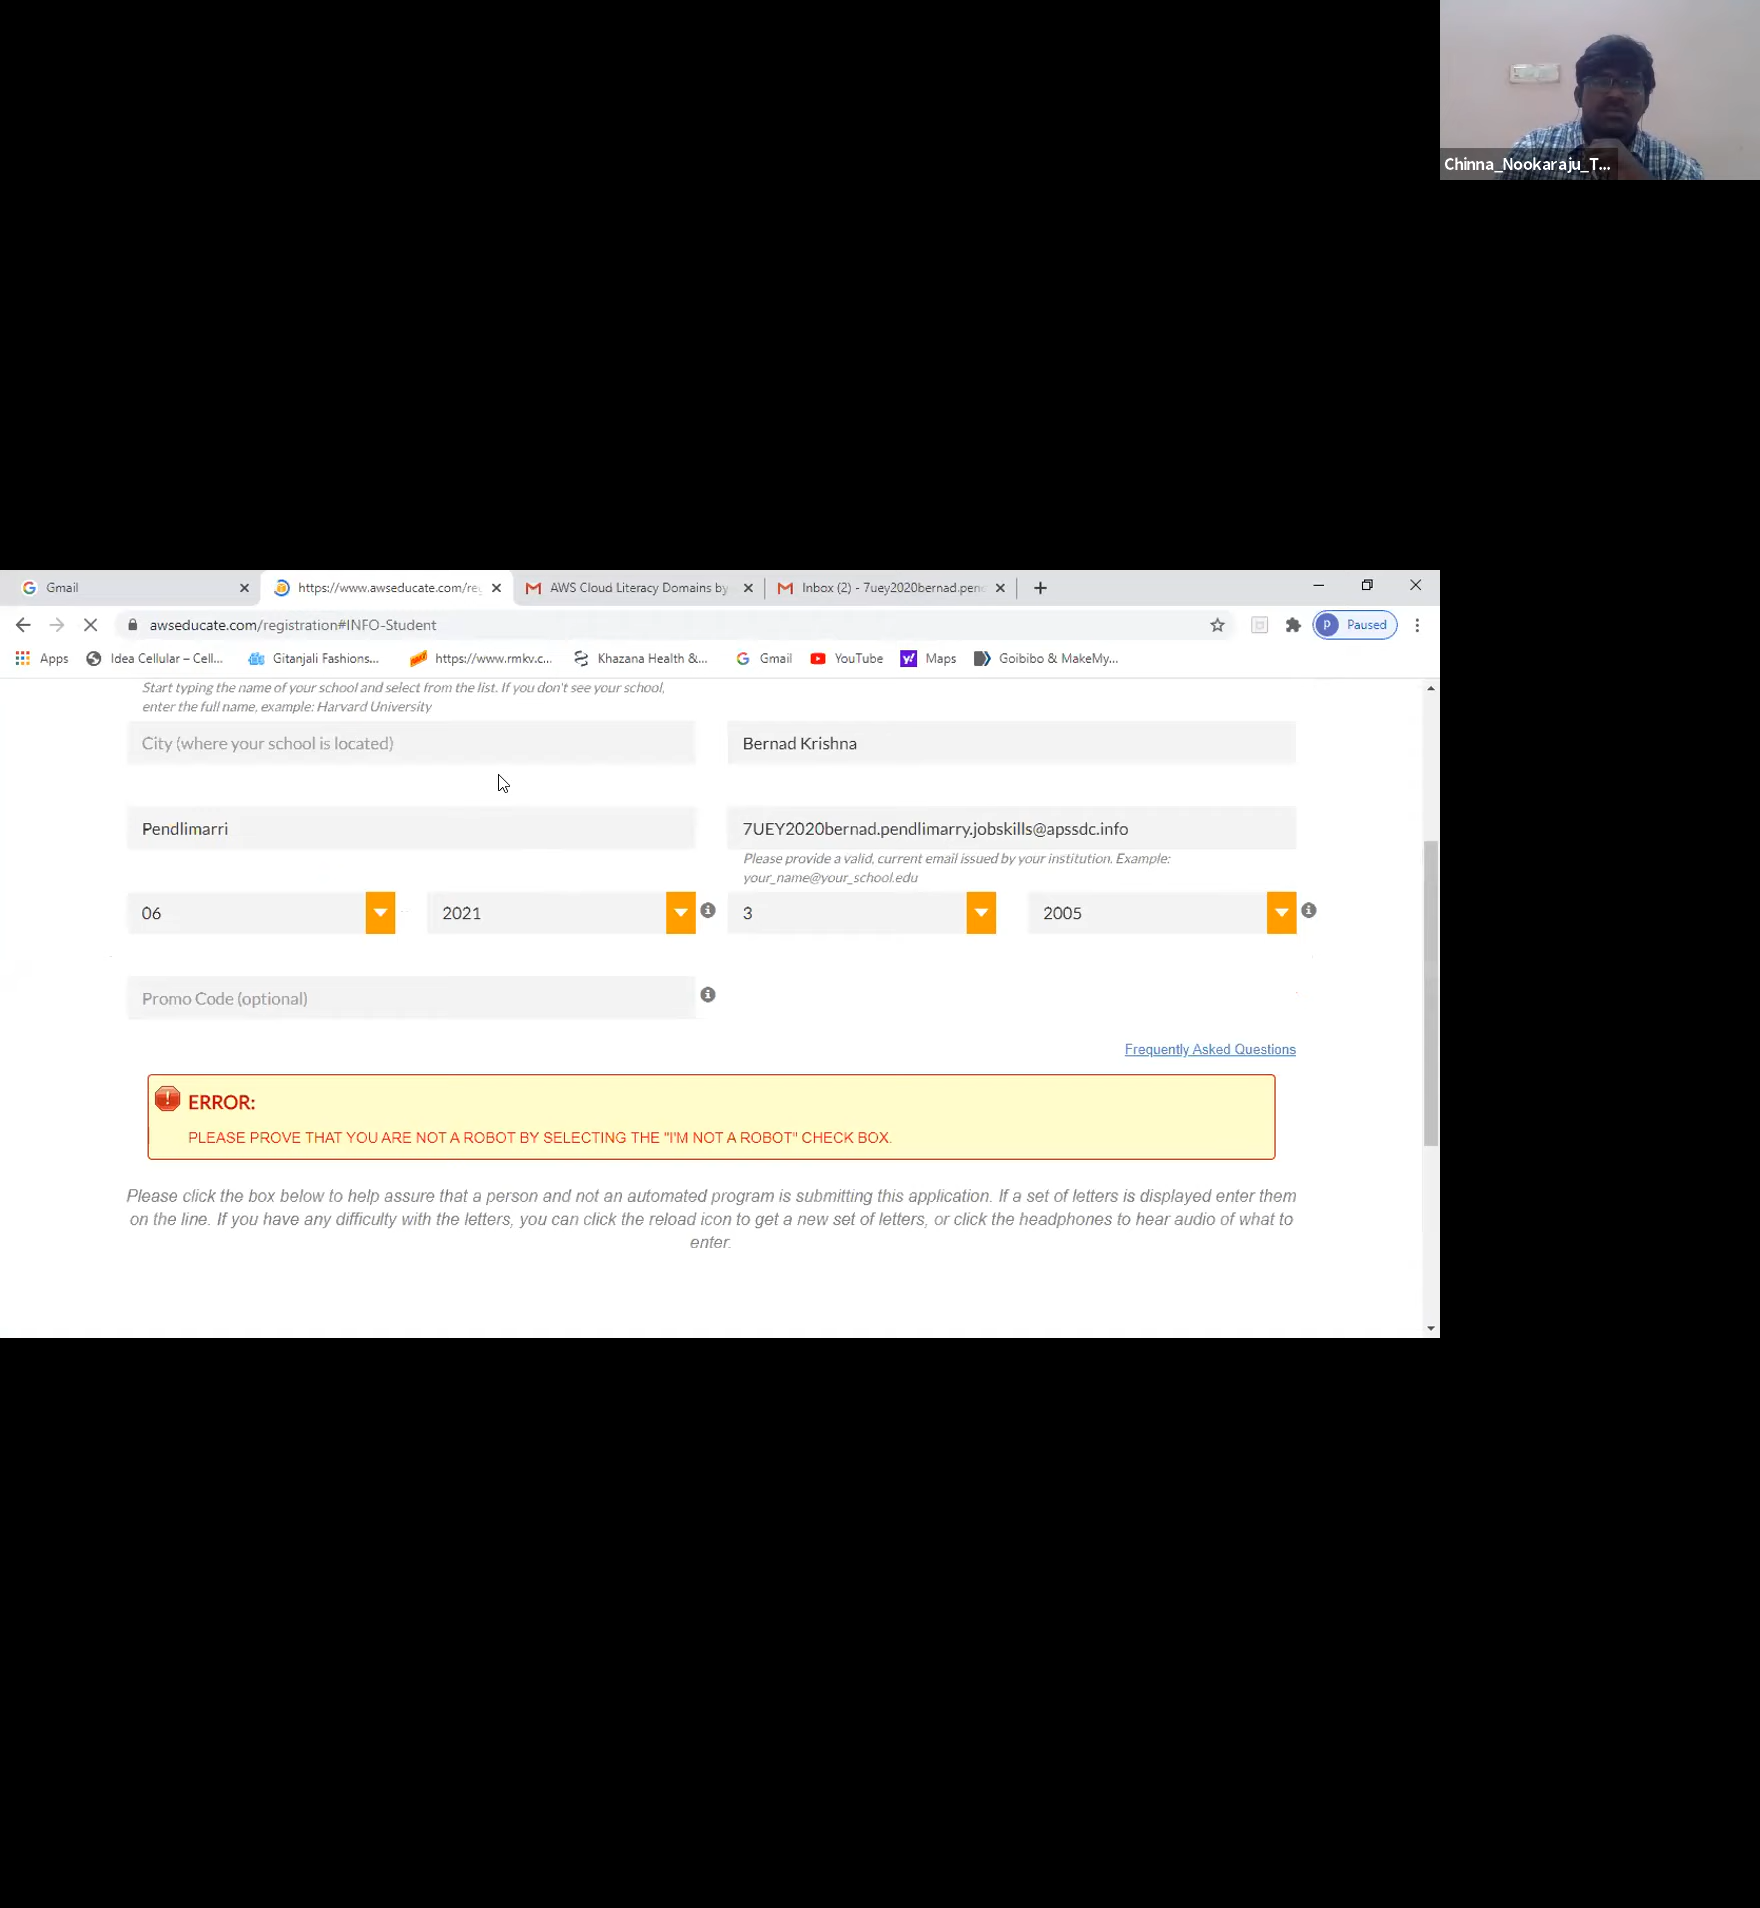 Chinna_Nookaraju_T...
Gmail
https://www.awseducate.com/re
AWS Cloud Literacy Domains by
Inbox (2) - 7uey2020bernad.pen
awseducate.com/registration#INFO-Student
P Paused
Apps
Idea Cellular – Cell...
Gitanjali Fashions...
https://www.rmkv.c...
Khazana Health &...
Gmail
YouTube
Maps
Goibibo & MakeMy...
Start typing the name of your school and select from the list. If you don't see your school,
enter the full name, example: Harvard University
City (where your school is located)
Bernad Krishna
Pendlimarri
7UEY2020bernad.pendlimarry.jobskills@apssdc.info
Please provide a valid, current email issued by your institution. Example:
your_name@your_school.edu
06
2021
3
2005
Promo Code (optional)
Frequently Asked Questions
ERROR:
PLEASE PROVE THAT YOU ARE NOT A ROBOT BY SELECTING THE "I'M NOT A ROBOT" CHECK BOX.
Please click the box below to help assure that a person and not an automated program is submitting this application. If a set of letters is displayed enter them
on the line. If you have any difficulty with the letters, you can click the reload icon to get a new set of letters, or click the headphones to hear audio of what to
enter.